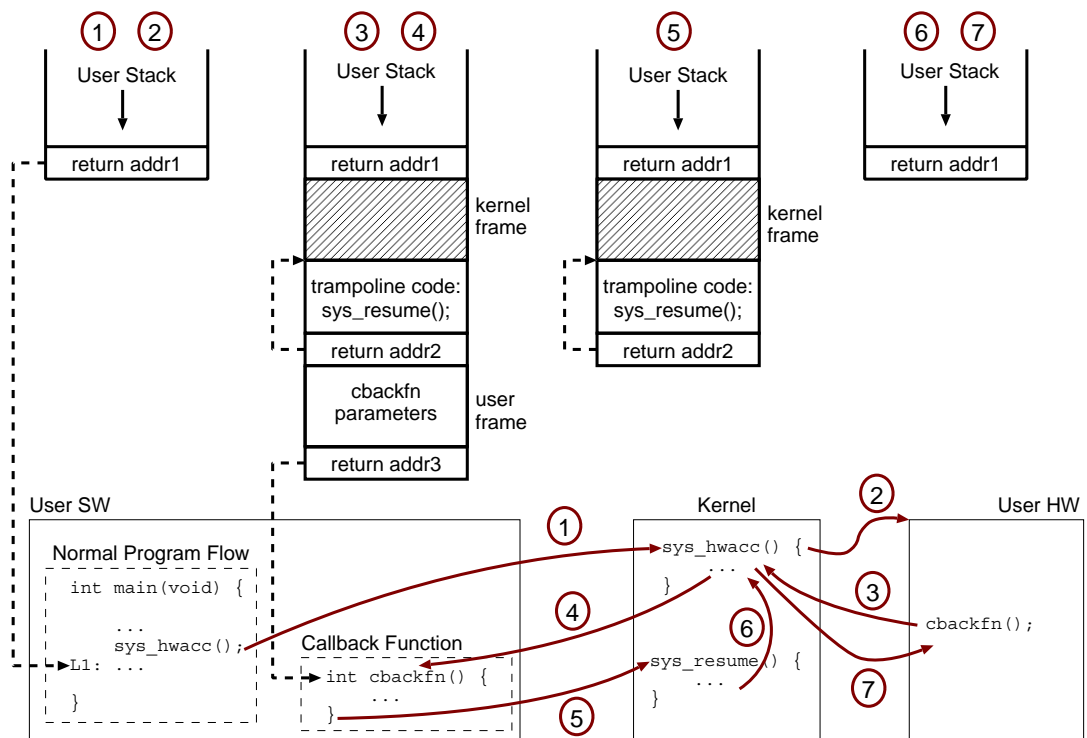 1 2
User Stack
return addr1
3 4
User Stack
return addr1
kernel
frame
trampoline code:
sys_resume();
return addr2
cbackfn
parameters
user
frame
return addr3
5
User Stack
return addr1
kernel
frame
trampoline code:
sys_resume();
return addr2
6 7
User Stack
return addr1
User SW
Normal Program Flow
int main(void) {
...
sys_hwacc();
L1: ...
}
Callback Function
int cbackfn() {
...
}
1
4
5
Kernel
sys_hwacc() {
...
}
6
sys_resume() {
...
}
2
3
7
User HW
cbackfn();